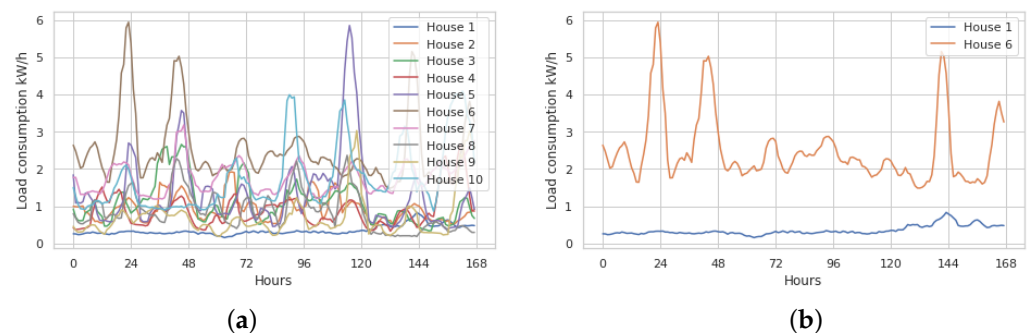 Load consumption kW/h
6
5
4
3
2
1
0
0 24 48 72 96 120 144 168
Hours
House 1
House 2
House 3
House 4
House 5
House 6
House 7
House 8
House 9
House 10
(a)
Load consumption kW/h
6
5
4
3
2
1
0
0 24 48 72 96 120 144 168
Hours
House 1
House 6
(b)